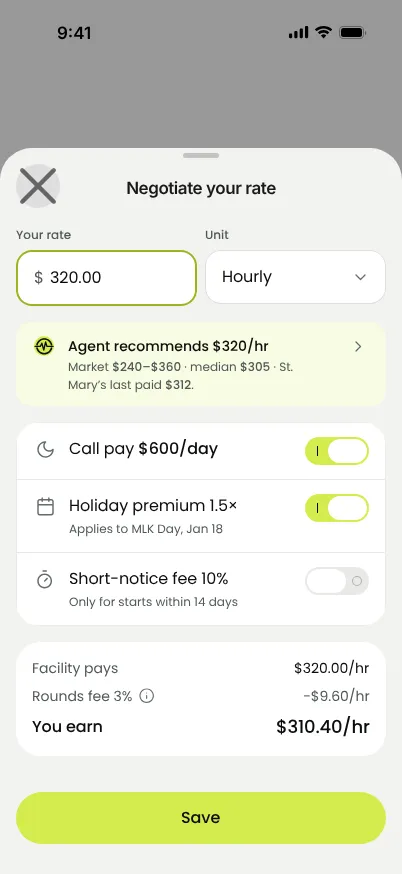 9:41
Negotiate your rate
Your rate
Unit
$ 320.00
Hourly
Agent recommends $320/hr
Market $240–$360 · median $305 · St.
Mary's last paid $312.
Call pay $600/day
Holiday premium 1.5×
Applies to MLK Day, Jan 18
Short-notice fee 10%
Only for starts within 14 days
Facility pays
$320.00/hr
Rounds fee 3%
-$9.60/hr
You earn
$310.40/hr
Save